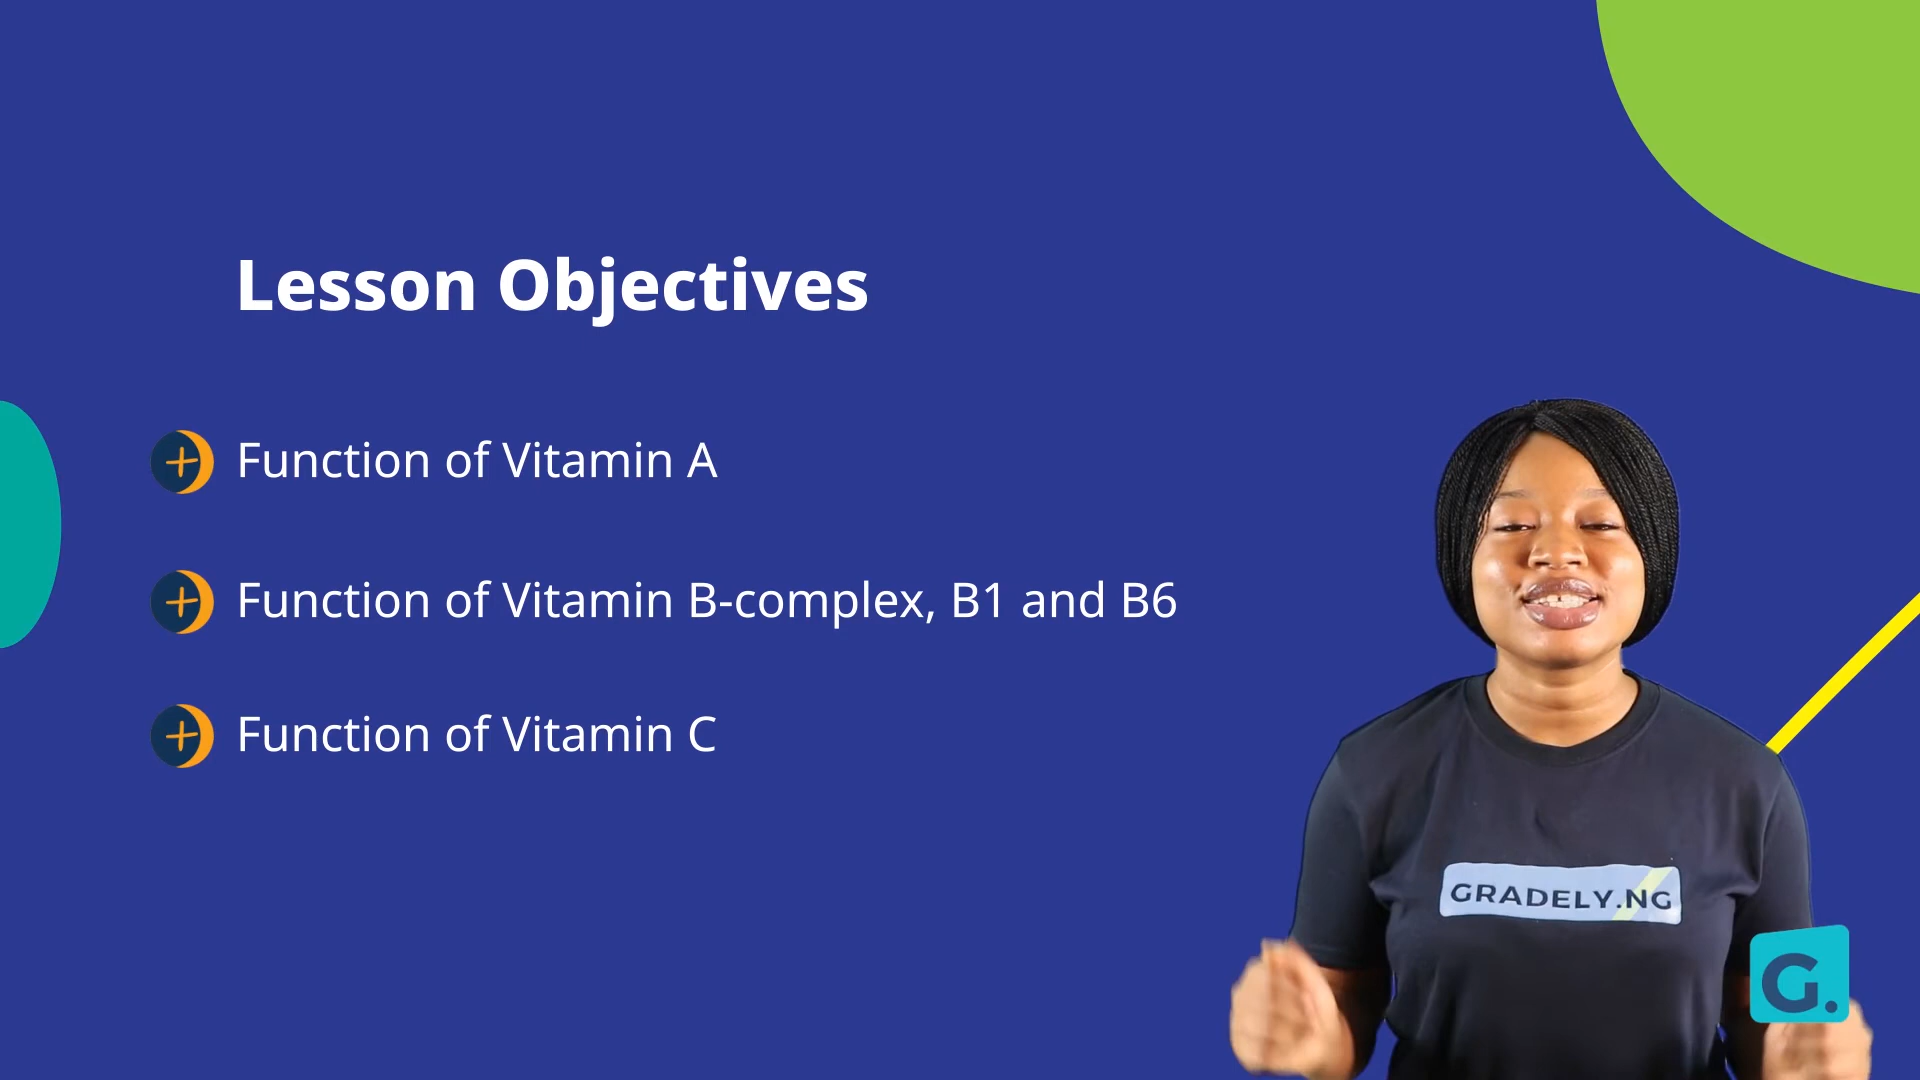 Lesson Objectives
Function of Vitamin A
Function of Vitamin B-complex, B1 and B6
Function of Vitamin C
GRADELY.NG
G.